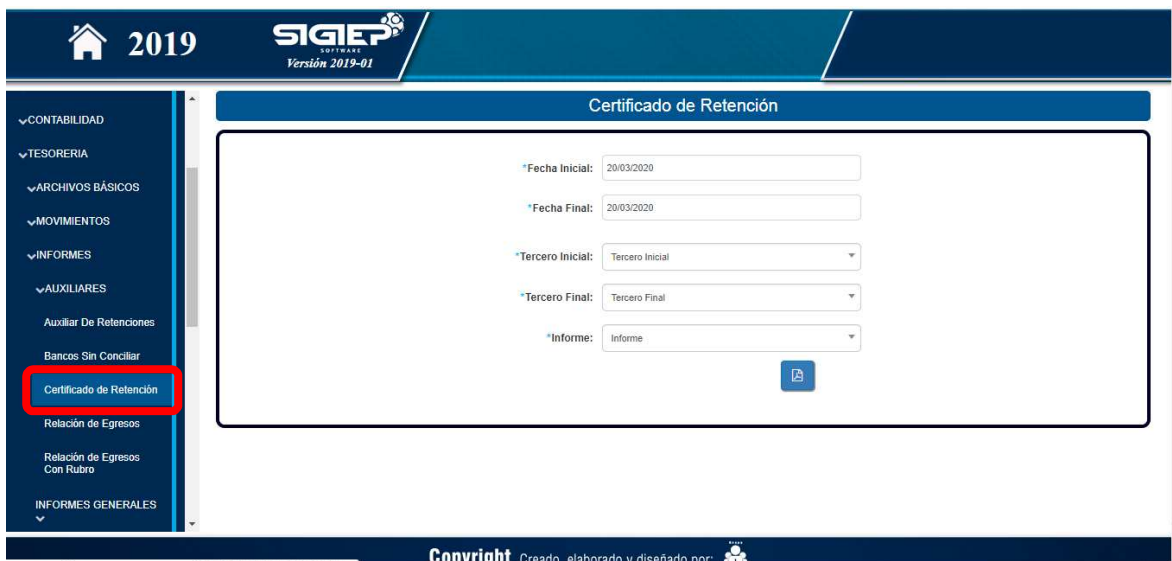 2019
SIGIEP
SOFTWARE
Versión 2019-01
CONTABILIDAD
TESORERIA
ARCHIVOS BÁSICOS
MOVIMIENTOS
INFORMES
AUXILIARES
Auxiliar De Retenciones
Bancos Sin Conciliar
Certificado de Retención
Relación de Egresos
Relación de Egresos
Con Rubro
INFORMES GENERALES
Certificado de Retención
*Fecha Inicial: 20/03/2020
*Fecha Final: 20/03/2020
*Tercero Inicial: Tercero Inicial
*Tercero Final: Tercero Final
*Informe: Informe
Copyright Creado, elaborado y diseñado por: